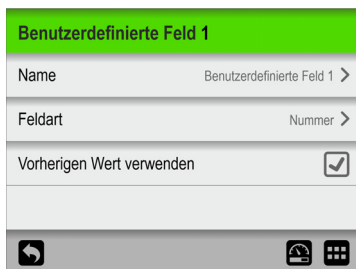 Benutzerdefinierte Feld 1
Name Benutzerdefinierte Feld 1
Feldart Nummer
Vorherigen Wert verwenden